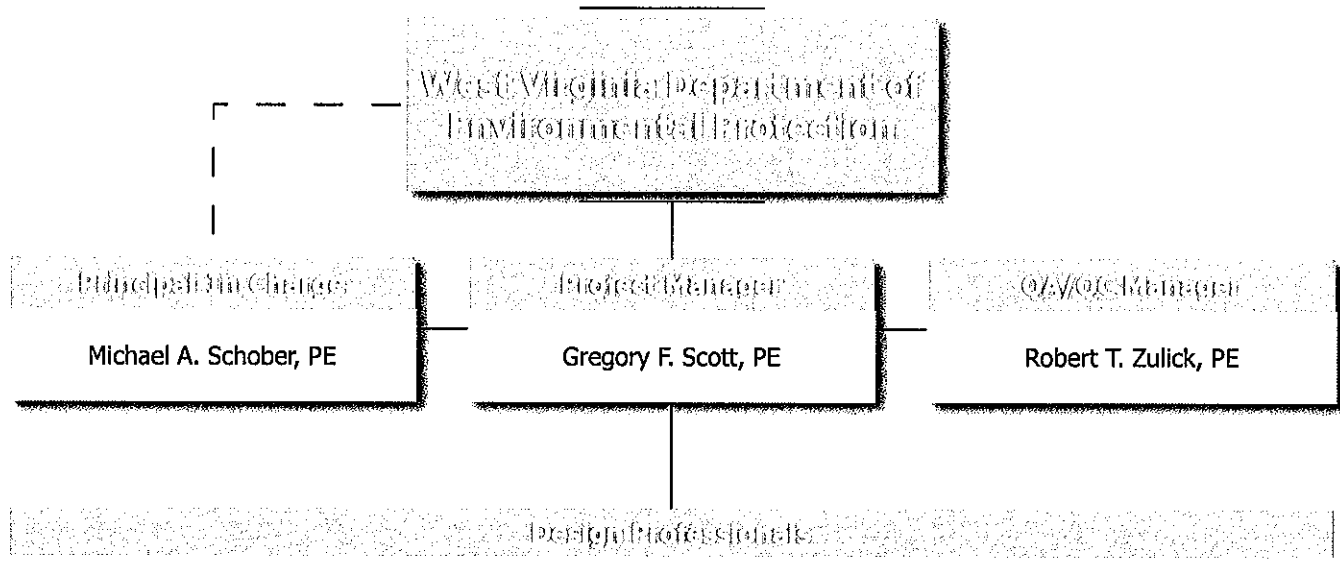 West Virginia Department of
Environmental Protection
Principal In Charge
Project Manager
QA/QC Manager
Michael A. Schober, PE
Gregory F. Scott, PE
Robert T. Zulick, PE
Design Professionals